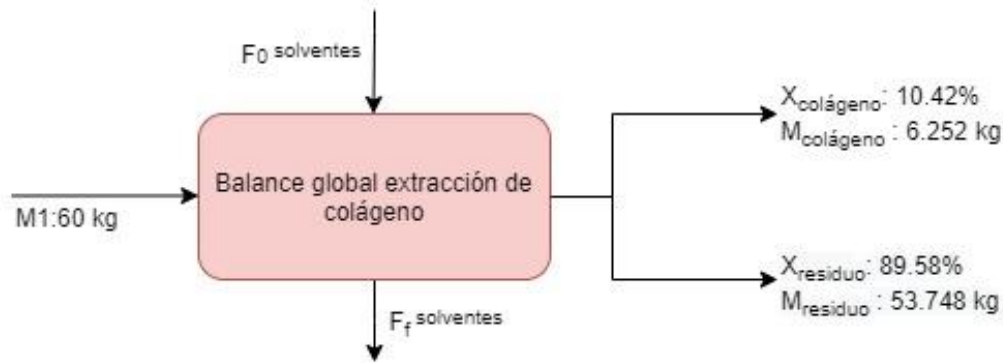 F0 solventes
M1:60 kg
Balance global extracción de
colágeno
Xcolágeno: 10.42%
Mcolágeno : 6.252 kg
Xresiduo: 89.58%
Mresiduo : 53.748 kg
Ff solventes